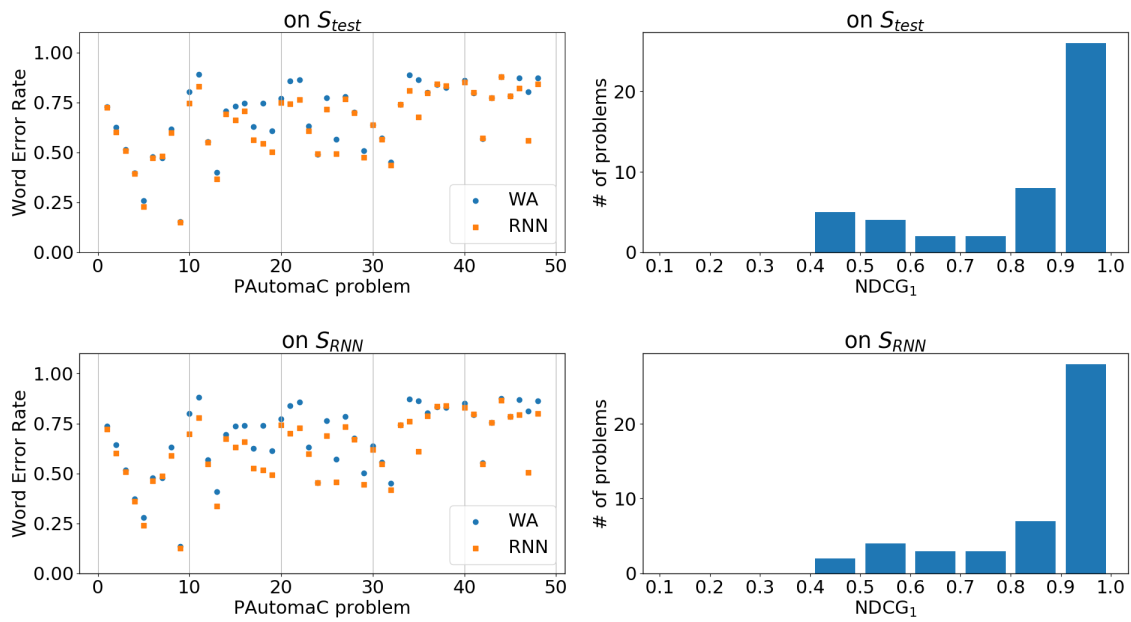 on S_test
Word Error Rate
1.00
0.75
0.50
0.25
0.00
WA
RNN
0 10 20 30 40 50
PAutomaC problem
on S_test
# of problems
20
10
0
0.1 0.2 0.3 0.4 0.5 0.6 0.7 0.8 0.9 1.0
NDCG₁
on S_RNN
Word Error Rate
1.00
0.75
0.50
0.25
0.00
WA
RNN
0 10 20 30 40 50
PAutomaC problem
on S_RNN
# of problems
20
10
0
0.1 0.2 0.3 0.4 0.5 0.6 0.7 0.8 0.9 1.0
NDCG₁